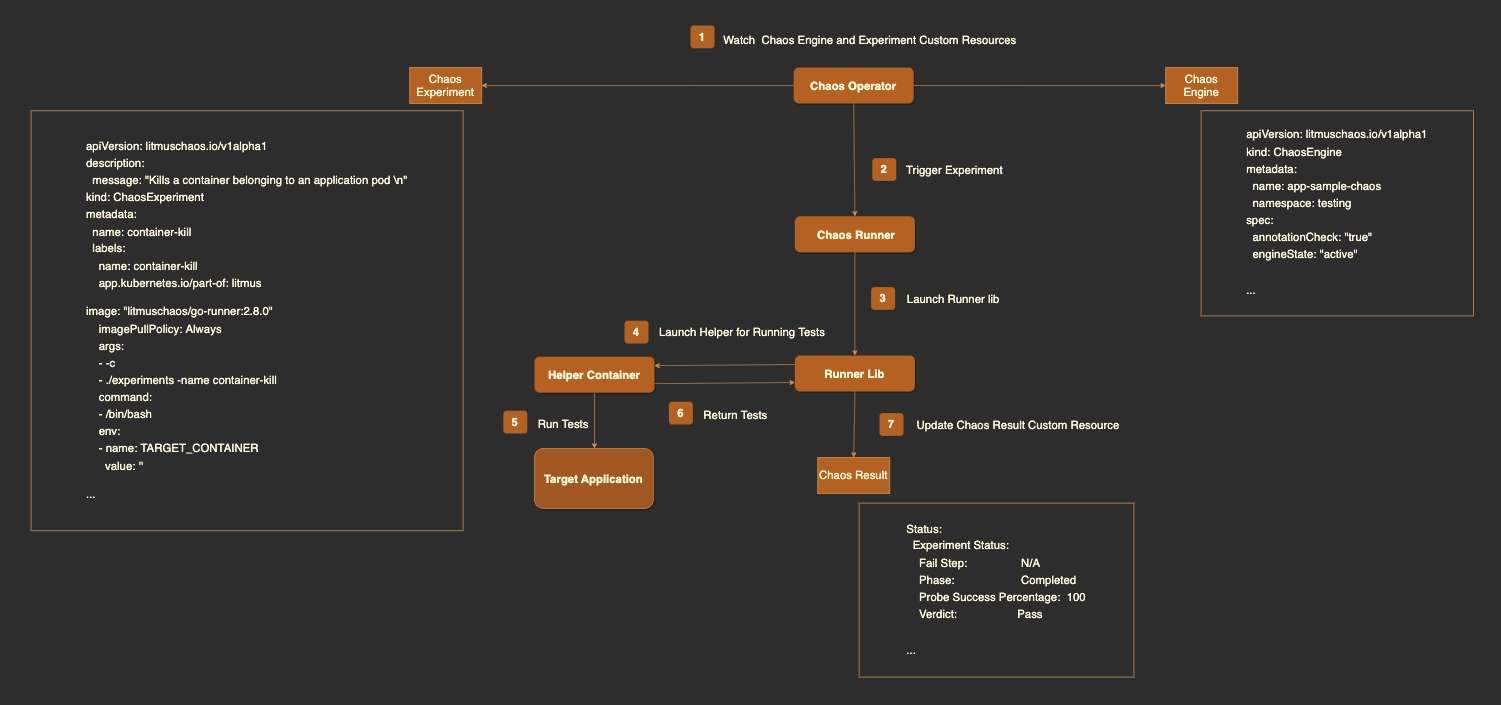 1
Watch  Chaos Engine and Experiment Custom Resources
Chaos
Experiment
Chaos Operator
Chaos
Engine
apiVersion: litmuschaos.io/v1alpha1
description:
  message: "Kills a container belonging to an application pod \n"
kind: ChaosExperiment
metadata:
  name: container-kill
  labels:
    name: container-kill
    app.kubernetes.io/part-of: litmus
image: "litmuschaos/go-runner:2.8.0"
    imagePullPolicy: Always
    args:
    - -c
    - ./experiments -name container-kill
    command:
    - /bin/bash
    env:
    - name: TARGET_CONTAINER
      value: ''
...
apiVersion: litmuschaos.io/v1alpha1
kind: ChaosEngine
metadata:
  name: app-sample-chaos
  namespace: testing
spec:
  annotationCheck: "true"
  engineState: "active"
...
2
Trigger Experiment
Chaos Runner
3
Launch Runner lib
4
Launch Helper for Running Tests
Helper Container
Runner Lib
5
Run Tests
6
Return Tests
7
Update Chaos Result Custom Resource
Target Application
Chaos Result
Status:
  Experiment Status:
    Fail Step: N/A
    Phase: Completed
    Probe Success Percentage:  100
    Verdict: Pass
...